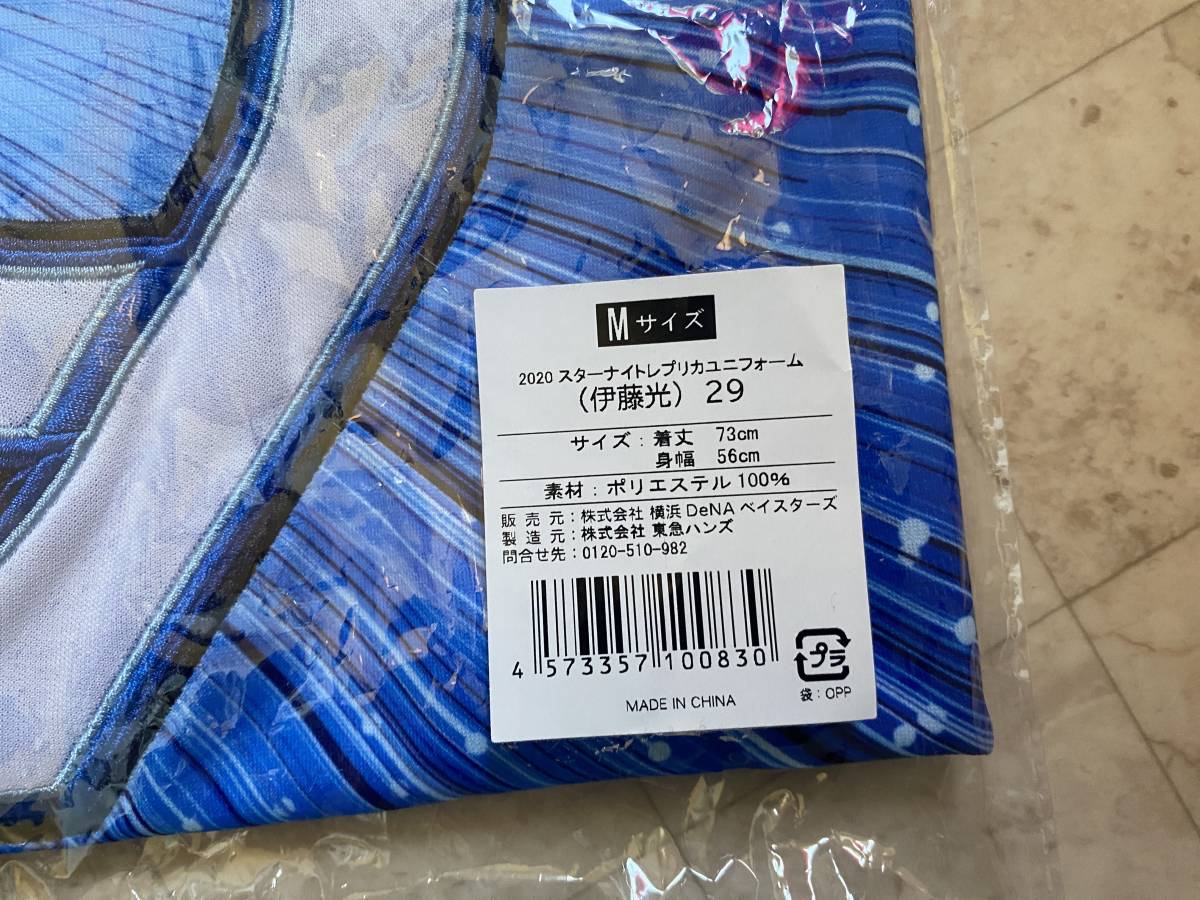 Mサイズ
2020 スターナイトレプリカユニフォーム
（伊藤光）29
サイズ：着丈 73cm
身幅 56cm
素材：ポリエステル 100%
販売元：株式会社 横浜 DeNA ベイスターズ
製造元：株式会社 東急ハンズ
問合せ先：0120-510-982
4 573357 100830
プラ
袋：OPP
MADE IN CHINA